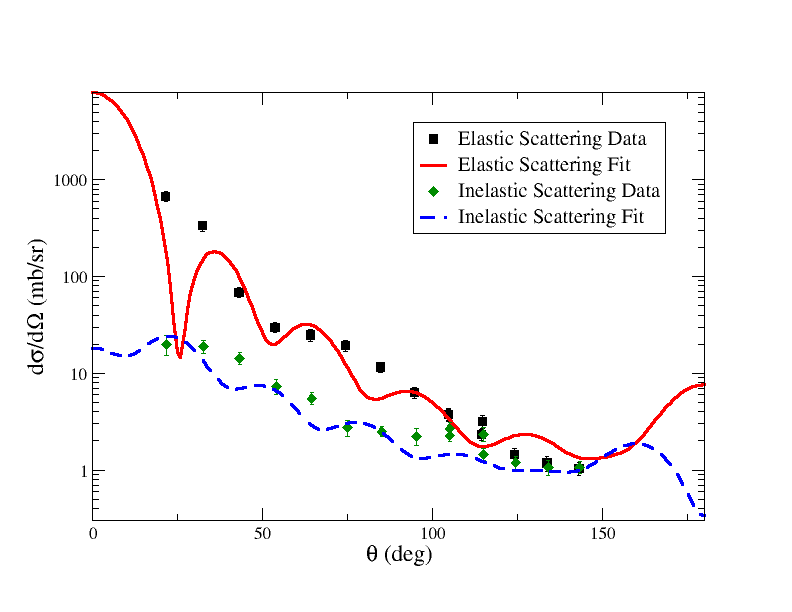 Elastic Scattering Data
Elastic Scattering Fit
Inelastic Scattering Data
Inelastic Scattering Fit
dσ/dΩ (mb/sr)
1000
100
10
1
0 50 100 150
θ (deg)